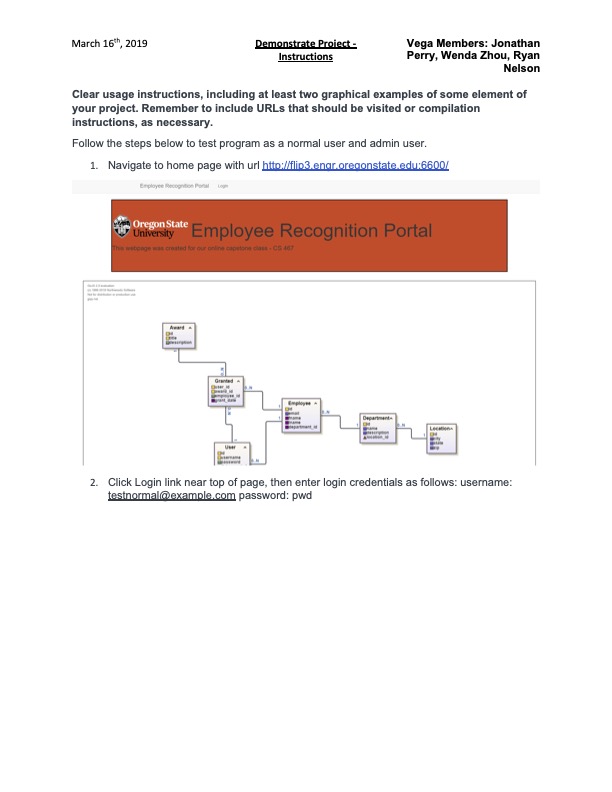 March 16th, 2019
Demonstrate Project -
Instructions
Vega Members: Jonathan
Perry, Wenda Zhou, Ryan
Nelson
Clear usage instructions, including at least two graphical examples of some element of
your project. Remember to include URLs that should be visited or compilation
instructions, as necessary.
Follow the steps below to test program as a normal user and admin user.
1. Navigate to home page with url http://flip3.engr.oregonstate.edu:6600/
Employee Recognition Portal Login
Oregon State
University
Employee Recognition Portal
This webpage was created for our online capstone class - CS 467
Award
id
title
description
Granted
user_id
award_id
employee_id
grant_date
Employee
id
email
fname
lname
department_id
Department
id
name
description
location_id
Location
id
city
state
zip
User
id
username
password
2. Click Login link near top of page, then enter login credentials as follows: username:
testnormal@example.com password: pwd